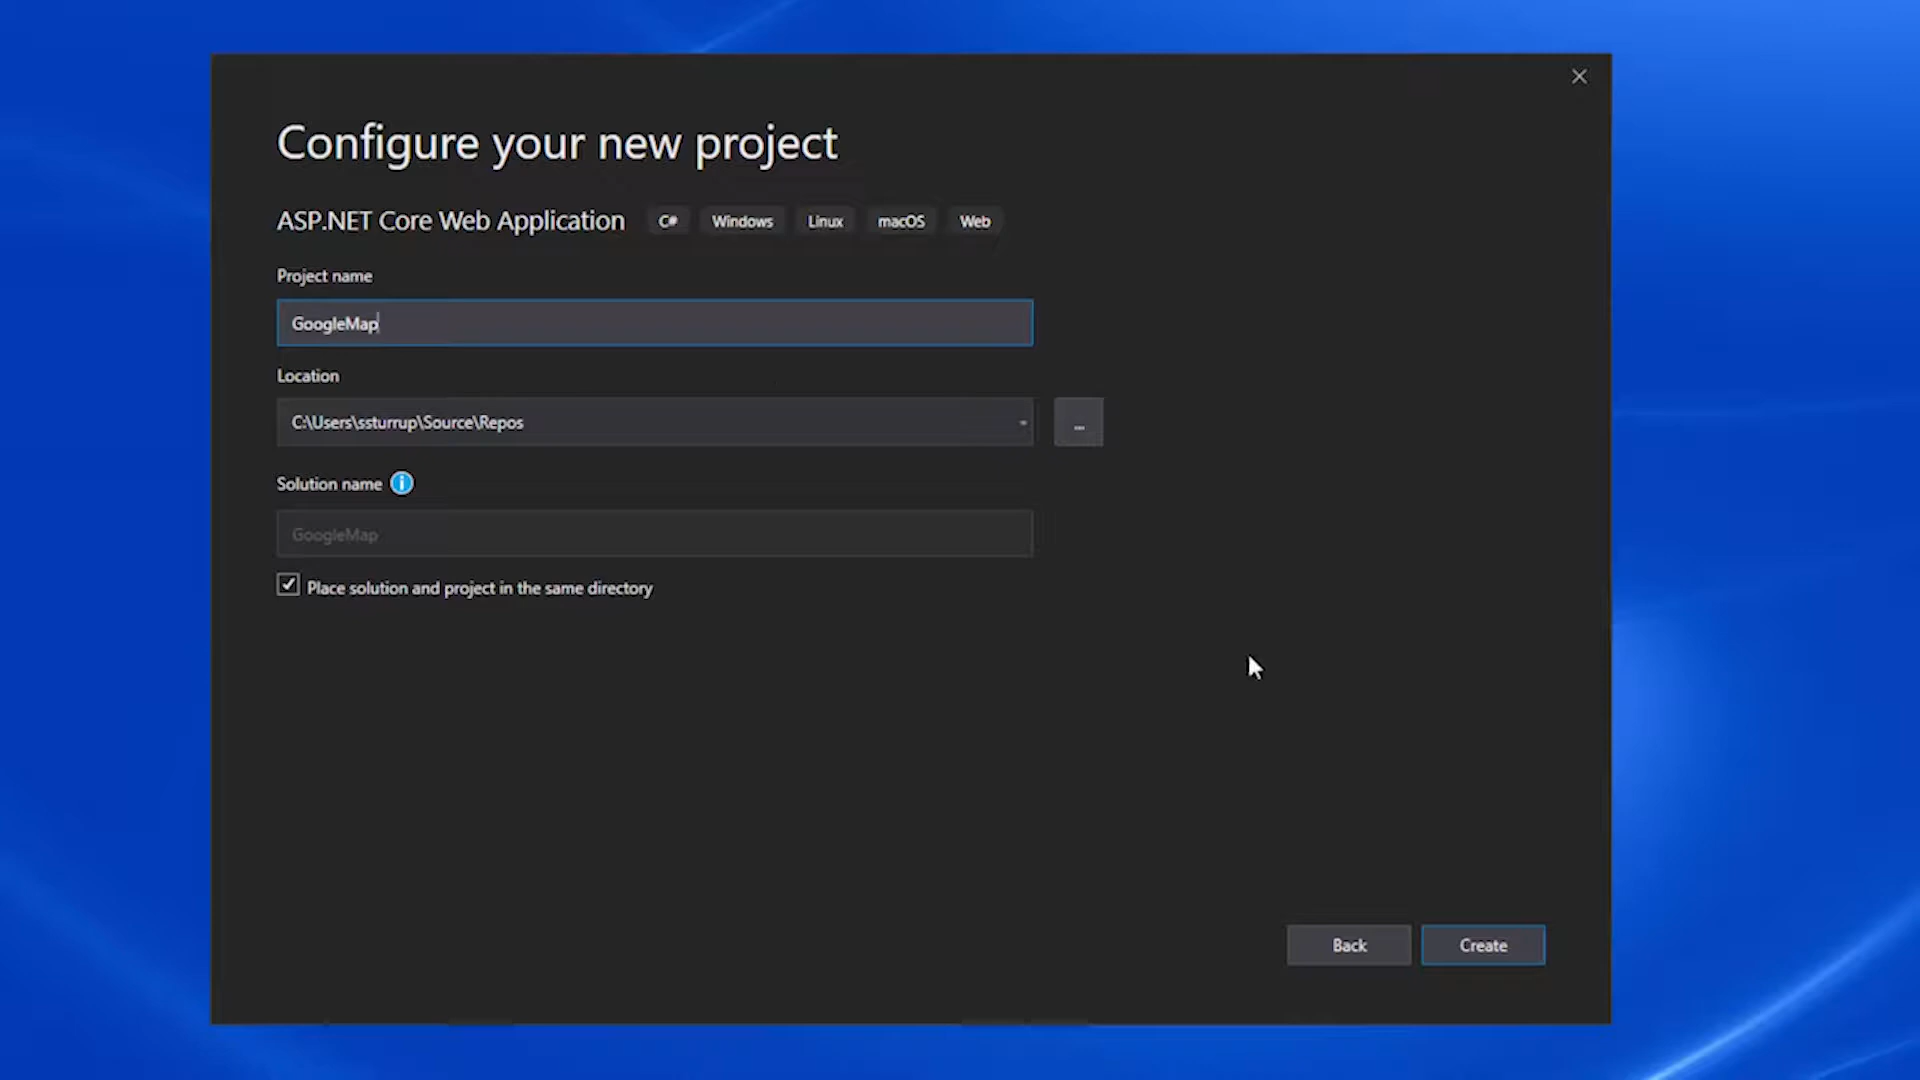 Configure your new project
ASP.NET Core Web Application C# Windows Linux macOS Web
Project name
GoogleMap
Location
C:\Users\ssturrup\Source\Repos
...
Solution name
GoogleMap
Place solution and project in the same directory
Back Create